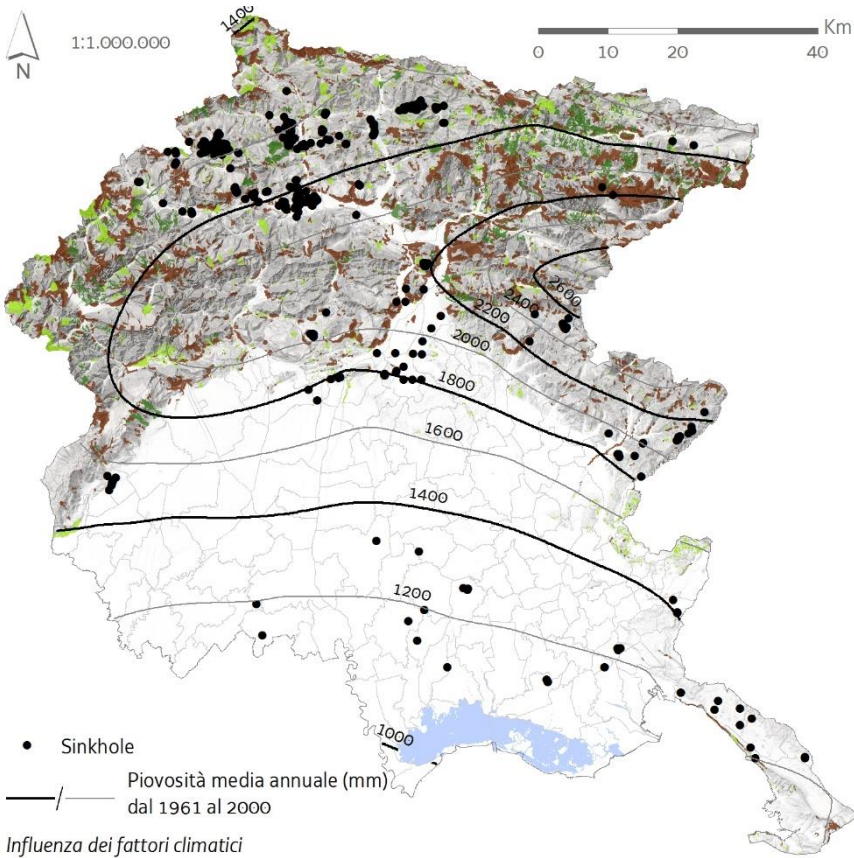 1400
Km
1:1.000.000
0 10 20 40
N
2600
2400
2200
2000
1800
1600
1400
1200
1000
Sinkhole
Piovosità media annuale (mm)
dal 1961 al 2000
Influenza dei fattori climatici